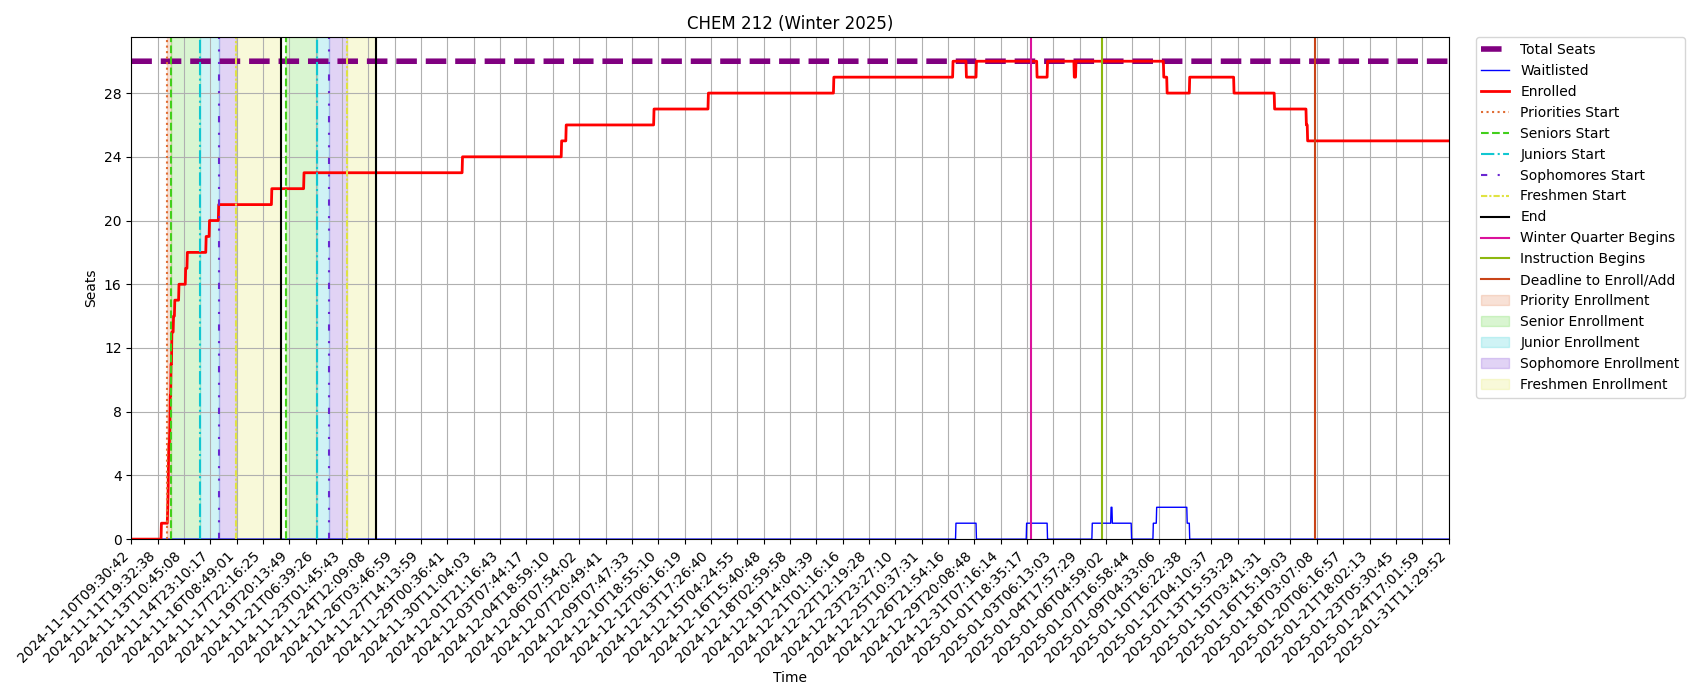 CHEM 212 (Winter 2025)
Seats
28
24
20
16
12
8
4
0
2024-11-10T09:30:42
2024-11-11T19:32:38
2024-11-13T10:45:08
2024-11-14T23:10:17
2024-11-16T08:49:01
2024-11-17T22:16:25
2024-11-19T20:13:49
2024-11-21T06:39:26
2024-11-23T01:45:43
2024-11-24T12:09:08
2024-11-26T03:46:59
2024-11-27T14:13:59
2024-11-29T00:36:41
2024-11-30T11:04:03
2024-12-01T21:16:43
2024-12-03T07:44:17
2024-12-04T18:59:10
2024-12-06T07:54:02
2024-12-07T20:49:41
2024-12-09T07:47:33
2024-12-10T18:55:10
2024-12-12T06:16:19
2024-12-13T17:26:40
2024-12-15T04:24:55
2024-12-16T15:40:48
2024-12-18T02:59:58
2024-12-19T14:04:39
2024-12-21T01:16:16
2024-12-22T12:19:28
2024-12-23T23:27:10
2024-12-25T10:37:31
2024-12-26T21:54:16
2024-12-29T20:08:48
2024-12-31T07:16:14
2025-01-01T18:35:17
2025-01-03T06:13:03
2025-01-04T17:57:29
2025-01-06T04:59:02
2025-01-07T16:58:44
2025-01-09T04:33:06
2025-01-10T16:22:38
2025-01-12T04:10:37
2025-01-13T15:53:29
2025-01-15T03:41:31
2025-01-16T15:19:03
2025-01-18T03:07:08
2025-01-20T06:16:57
2025-01-21T18:02:13
2025-01-23T05:30:45
2025-01-24T17:01:59
2025-01-31T11:29:52
Time
Total Seats
Waitlisted
Enrolled
Priorities Start
Seniors Start
Juniors Start
Sophomores Start
Freshmen Start
End
Winter Quarter Begins
Instruction Begins
Deadline to Enroll/Add
Priority Enrollment
Senior Enrollment
Junior Enrollment
Sophomore Enrollment
Freshmen Enrollment